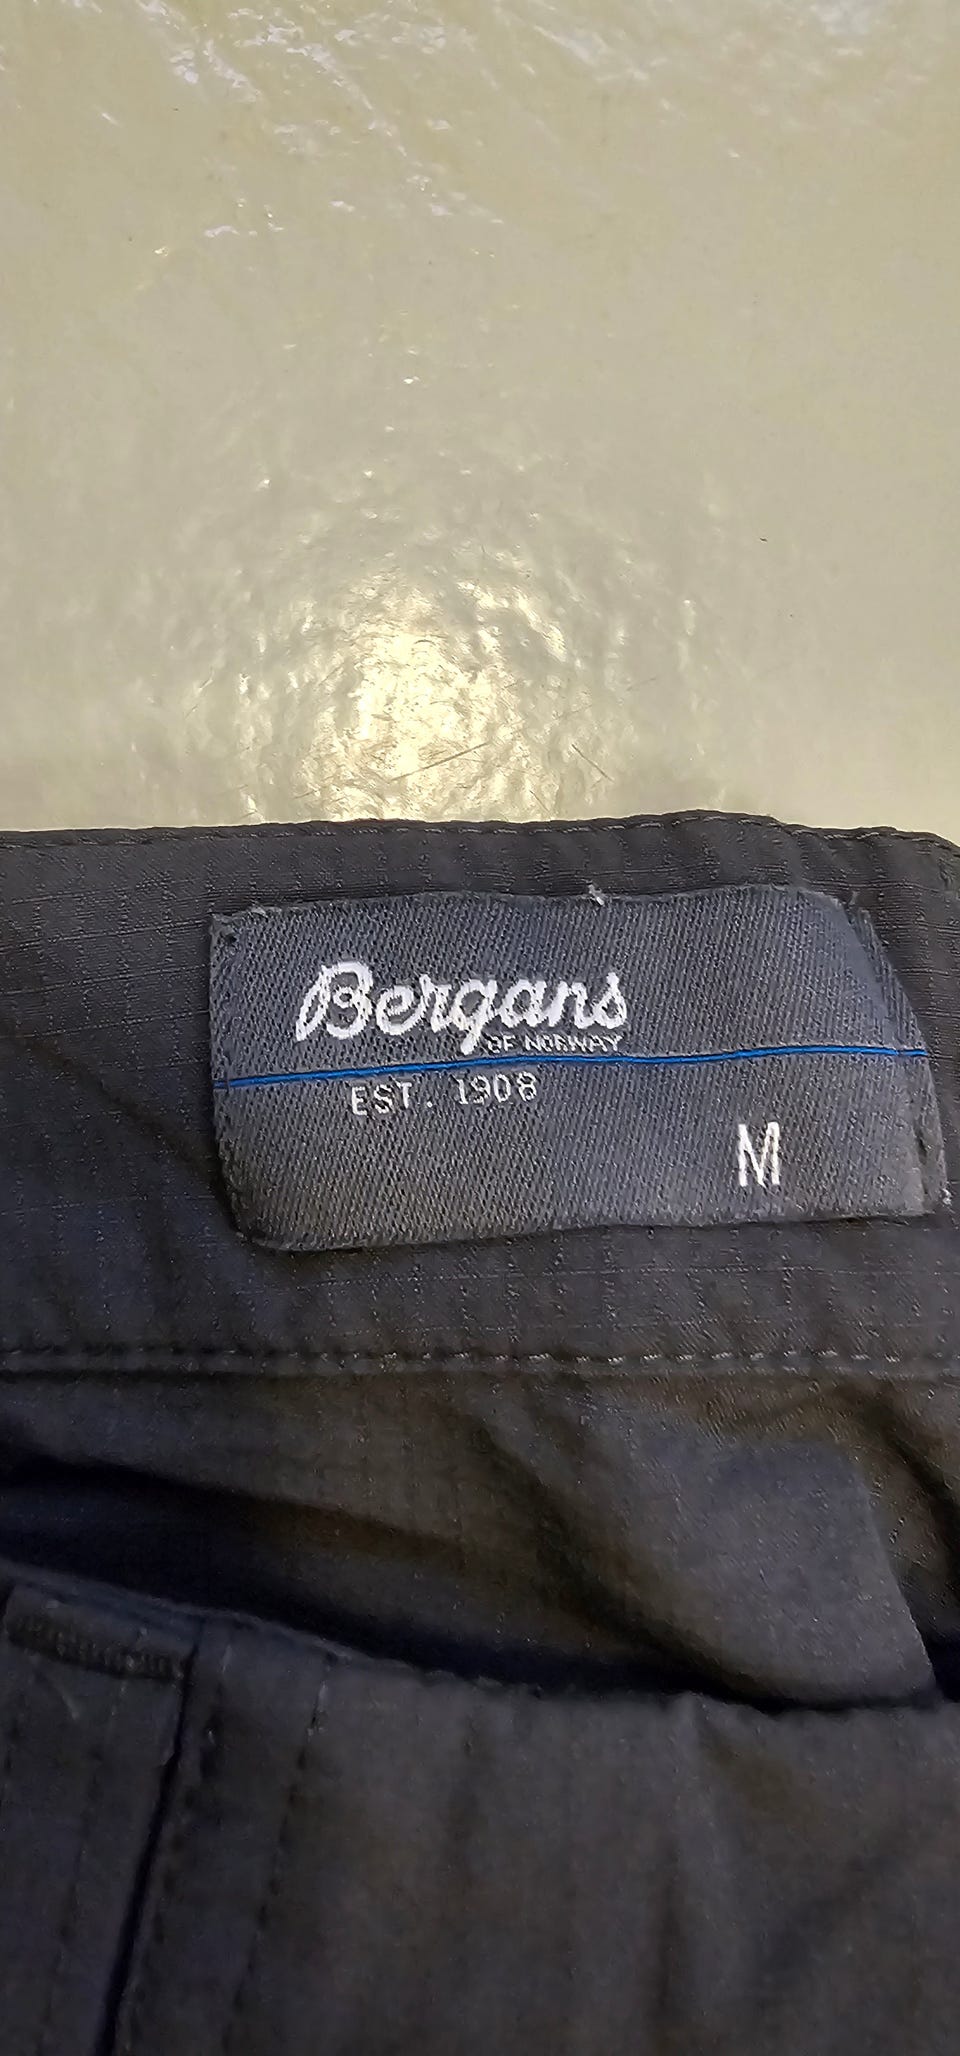 Bergans
OF NORWAY
EST. 1908
M